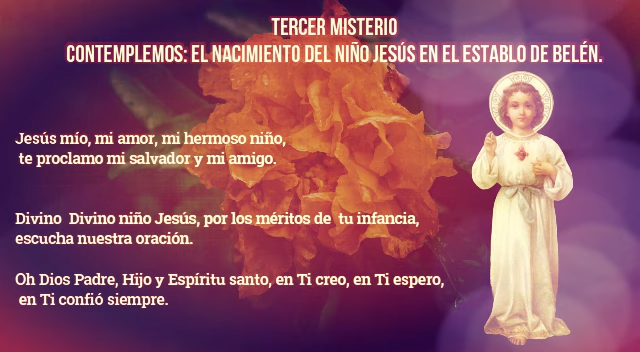 TERCER MISTERIO
CONTEMPLEMOS: EL NACIMIENTO DEL NIÑO JESÚS EN EL ESTABLO DE BELÉN.
Jesús mío, mi amor, mi hermoso niño,
te proclamo mi salvador y mi amigo.
Divino Divino niño Jesús, por los méritos de tu infancia,
escucha nuestra oración.
Oh Dios Padre, Hijo y Espíritu santo, en Ti creo, en Ti espero,
en Ti confió siempre.